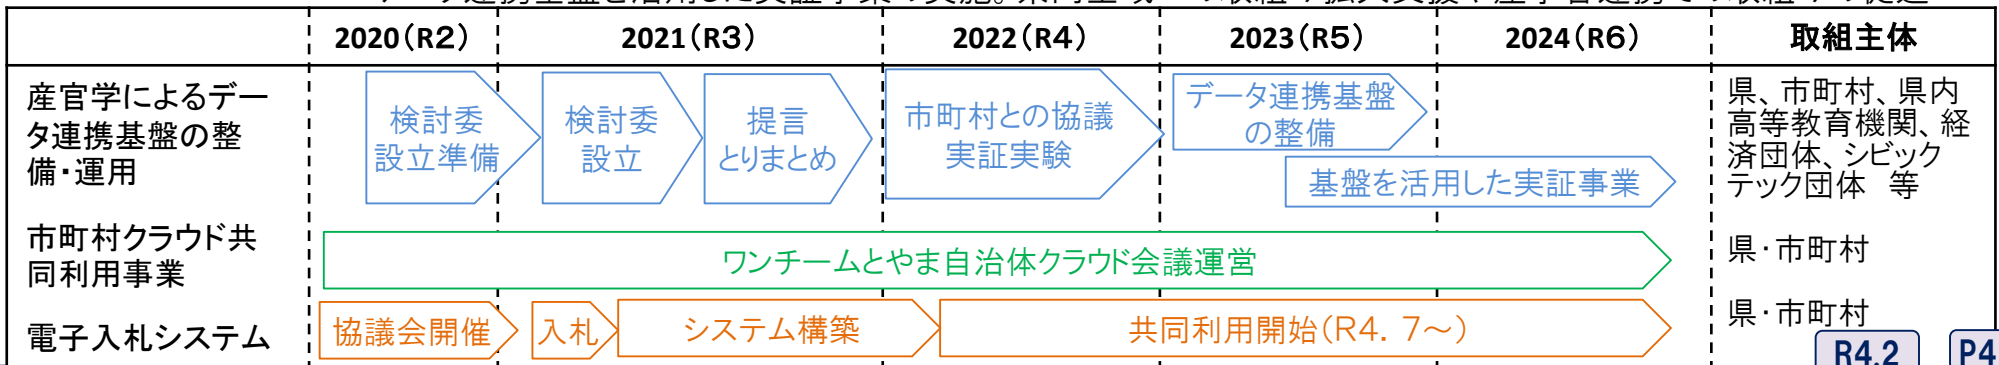 2020(R2)
2021(R3)
2022(R4)
2023(R5)
2024(R6)
取組主体
産官学によるデー
タ連携基盤の整
備・運用
検討委
設立準備
検討委
設立
提言
とりまとめ
市町村との協議
実証実験
データ連携基盤
の整備
基盤を活用した実証事業
県、市町村、県内
高等教育機関、経
済団体、シビック
テック団体 等
市町村クラウド共
同利用事業
ワンチームとやま自治体クラウド会議運営
県・市町村
電子入札システム
協議会開催
入札
システム構築
共同利用開始(R4. 7~)
県・市町村
R4.2
P4